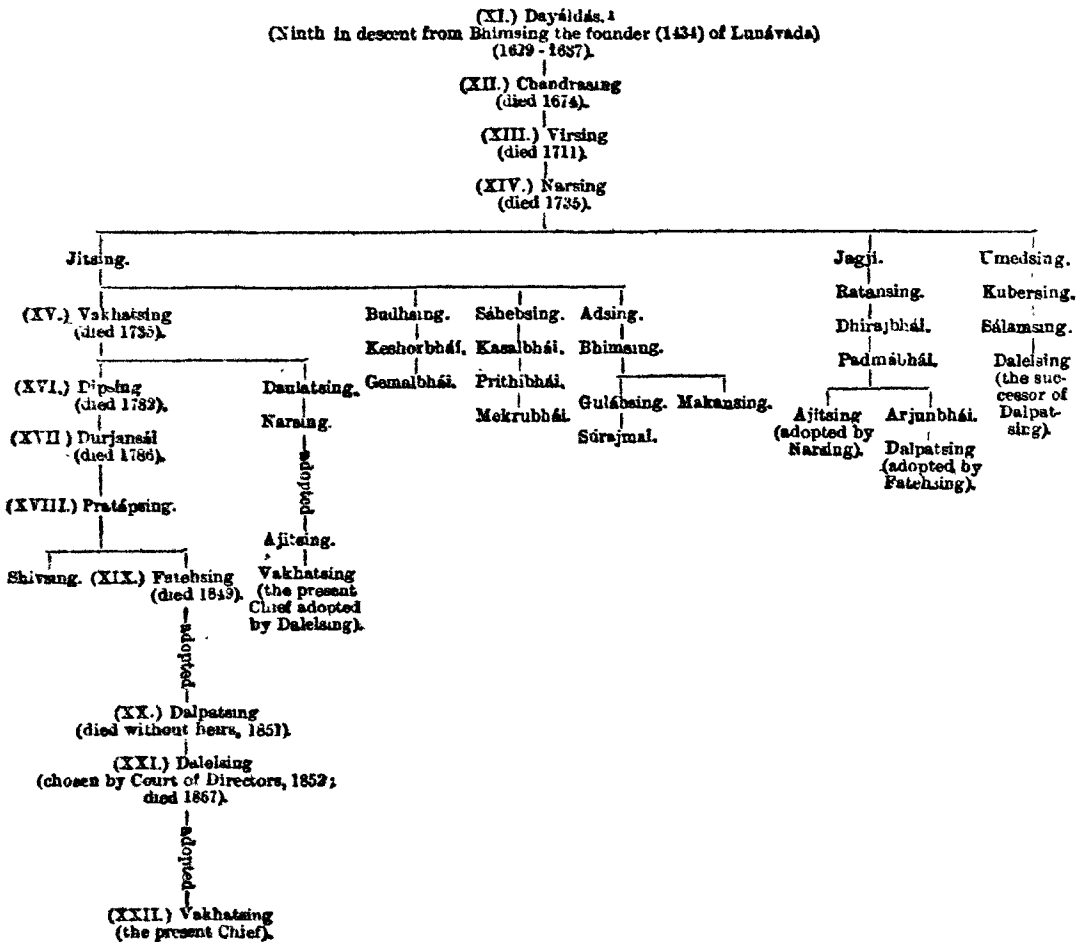 (XI.) Dayáldás. 1
(Ninth in descent from Bhimsing the founder (1434) of Lunáváda)
(1629 - 1637).
(XII.) Chandrasing
(died 1674).
(XIII.) Virsing
(died 1711).
(XIV.) Narsing
(died 1735).
Jitsing.
Jagji.
Umedsing.
(XV.) Vakhatsing
(died 1735).
Budhsing.
Sáhebsing.
Adsing.
Ratansing.
Kubersing.
Keshorbhái.
Kasalbhái.
Bhimsing.
Dhirajbhái.
Sálamsing.
(XVI.) Dipsing
(died 1782).
Daulatsing.
Gemalbhái.
Prithibhái.
Padmábhái.
Dalelsing
(the suc-
cessor of
Dalpat-
sing).
(XVII) Durjansál
(died 1786).
Narsing.
Mekrubhái.
Gulábsing.
Makansing.
Súrajmal.
Ajitsing
(adopted by
Narsing).
Arjunbhái.
Dalpatsing
(adopted by
Fatehsing).
(XVIII.) Pratápsing.
adopted
Ajitsing.
Shivsing.
(XIX.) Fatehsing
(died 1849).
Vakhatsing
(the present
Chief adopted
by Dalelsing).
adopted
(XX.) Dalpatsing
(died without heirs, 1851).
(XXI.) Dalelsing
(chosen by Court of Directors, 1852;
died 1867).
adopted
(XXII.) Vakhatsing
(the present Chief).